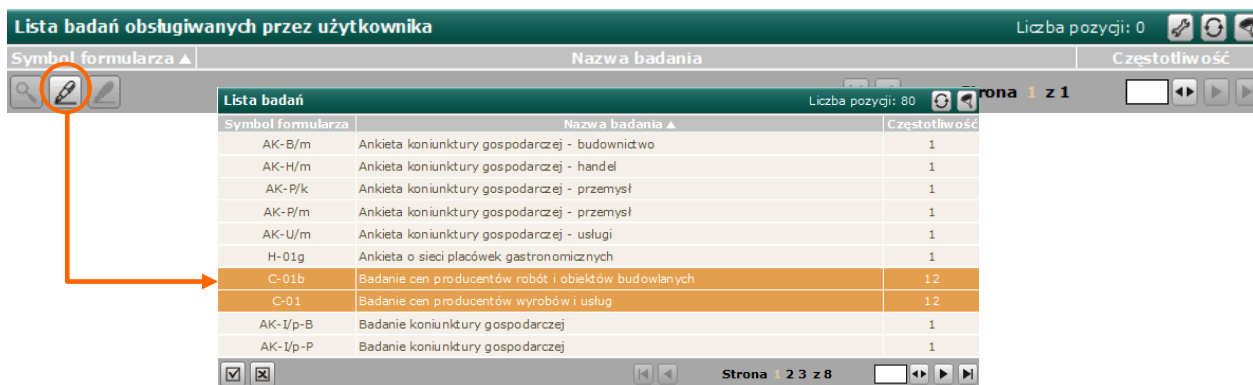 Lista badań obsługiwanych przez użytkownika Liczba pozycji: 0
Symbol formularza ▲ Nazwa badania Częstotliwość
Strona 1 z 1
Lista badań Liczba pozycji: 80
Symbol formularza Nazwa badania ▲ Częstotliwość
AK-B/m Ankieta koniunktury gospodarczej - budownictwo 1
AK-H/m Ankieta koniunktury gospodarczej - handel 1
AK-P/k Ankieta koniunktury gospodarczej - przemysł 1
AK-P/m Ankieta koniunktury gospodarczej - przemysł 1
AK-U/m Ankieta koniunktury gospodarczej - usługi 1
H-01g Ankieta o sieci placówek gastronomicznych 1
C-01b Badanie cen producentów robót i obiektów budowlanych 12
C-01 Badanie cen producentów wyrobów i usług 12
AK-I/p-B Badanie koniunktury gospodarczej 1
AK-I/p-P Badanie koniunktury gospodarczej 1
Strona 1 2 3 z 8